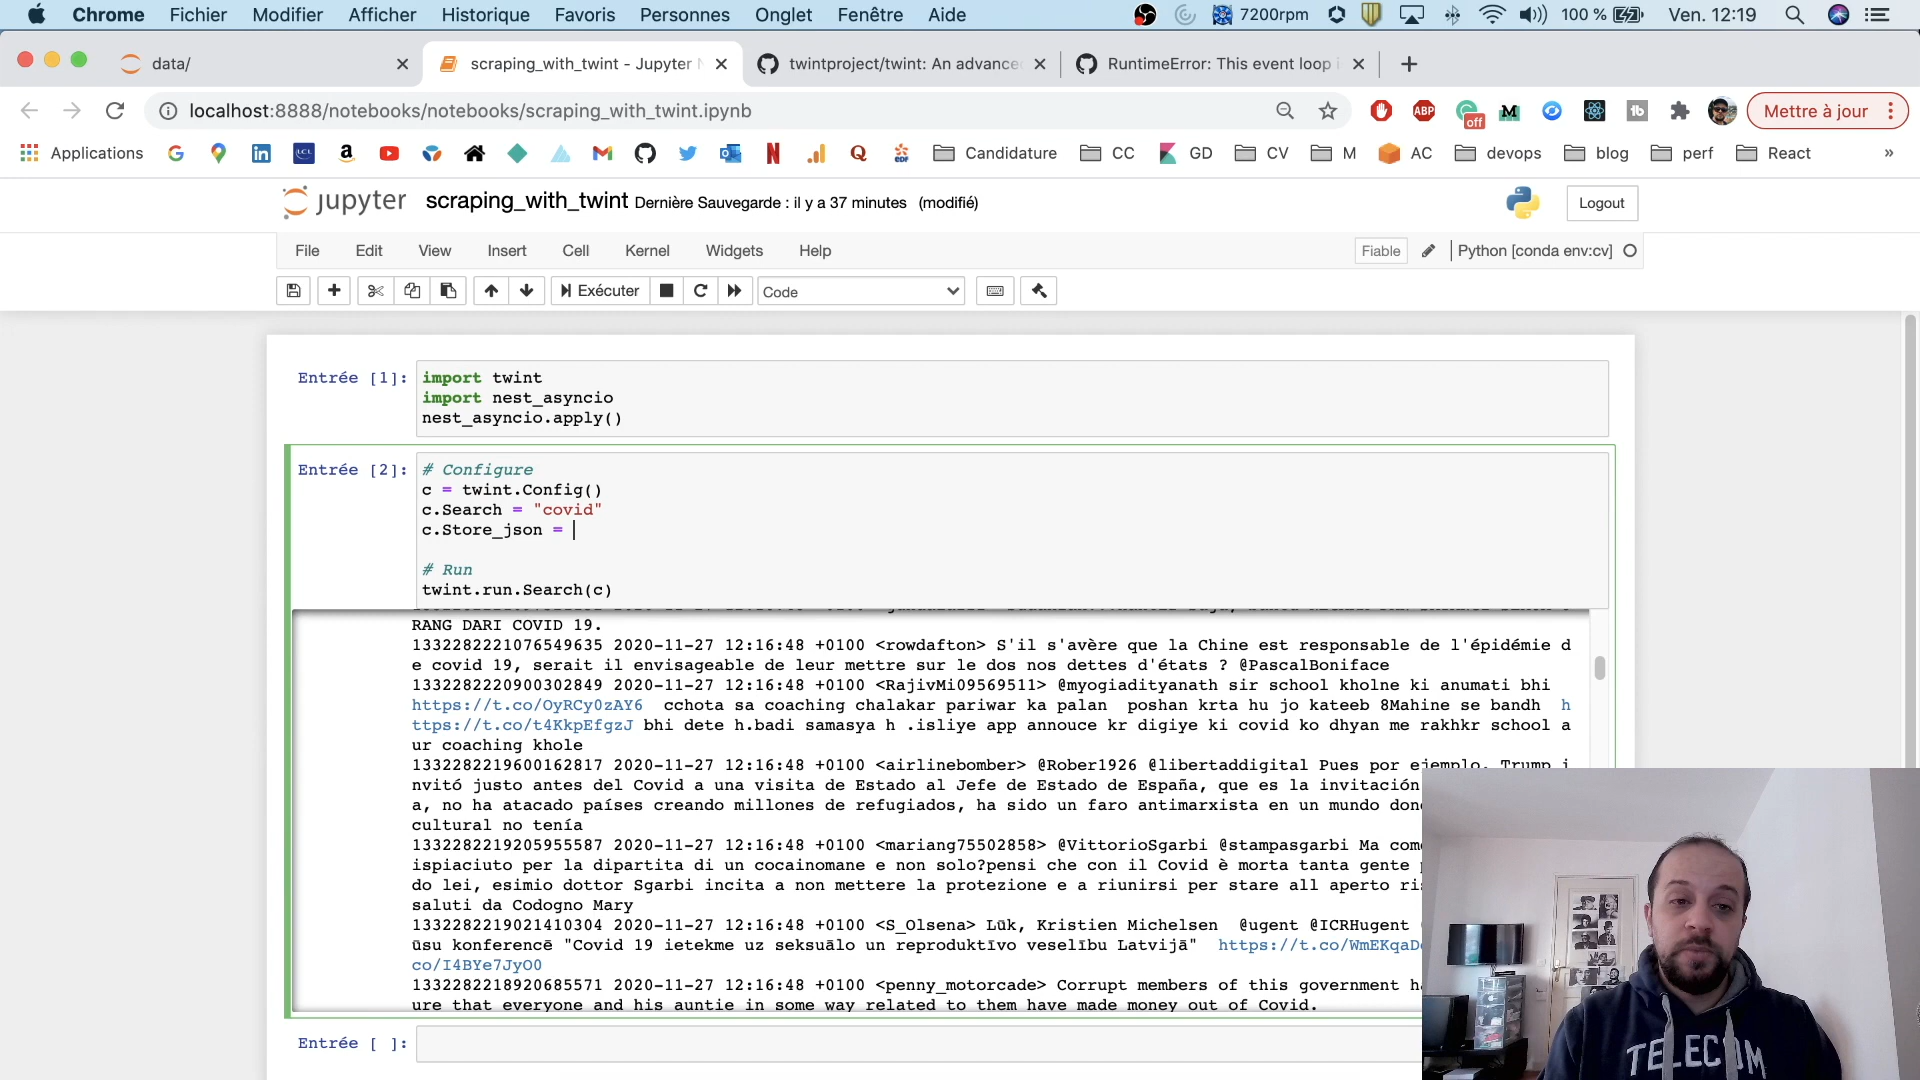 Chrome Fichier Modifier Afficher Historique Favoris Personnes Onglet Fenêtre Aide 7200rpm 100 % Ven. 12:19
data/ scraping_with_twint - Jupyter N twintproject/twint: An advance RuntimeError: This event loop i
localhost:8888/notebooks/notebooks/scraping_with_twint.ipynb ABP off M Mettre à jour
Applications LCL Candidature CC GD CV M AC devops blog perf React »
jupyter scraping_with_twint Dernière Sauvegarde : il y a 37 minutes (modifié) Logout
File Edit View Insert Cell Kernel Widgets Help Fiable Python [conda env:cv]
Exécuter Code
Entrée [1]: import twint
import nest_asyncio
nest_asyncio.apply()
Entrée [2]: # Configure
c = twint.Config()
c.Search = "covid"
c.Store_json =
# Run
twint.run.Search(c)
RANG DARI COVID 19.
1332282221076549635 2020-11-27 12:16:48 +0100 <rowdafton> S'il s'avère que la Chine est responsable de l'épidémie d
e covid 19, serait il envisageable de leur mettre sur le dos nos dettes d'états ? @PascalBoniface
1332282220900302849 2020-11-27 12:16:48 +0100 <RajivMi09569511> @myogiadityanath sir school kholne ki anumati bhi
https://t.co/OyRCy0zAY6 cchota sa coaching chalakar pariwar ka palan poshan krta hu jo kateeb 8Mahine se bandh h
ttps://t.co/t4KkpEfgzJ bhi dete h.badi samasya h .isliye app annouce kr digiye ki covid ko dhyan me rakhkr school a
ur coaching khole
1332282219600162817 2020-11-27 12:16:48 +0100 <airlinebomber> @Rober1926 @libertaddigital Pues por ejemplo, Trump i
nvitó justo antes del Covid a una visita de Estado al Jefe de Estado de España, que es la invitación
a, no ha atacado países creando millones de refugiados, ha sido un faro antimarxista en un mundo don
cultural no tenía
1332282219205955587 2020-11-27 12:16:48 +0100 <mariang75502858> @VittorioSgarbi @stampasgarbi Ma com
ispiaciuto per la dipartita di un cocainomane e non solo?pensi che con il Covid è morta tanta gente p
do lei, esimio dottor Sgarbi incita a non mettere la protezione e a riunirsi per stare all aperto ri
saluti da Codogno Mary
1332282219021410304 2020-11-27 12:16:48 +0100 <S_Olsena> Lūk, Kristien Michelsen @ugent @ICRHugent
ūsu konferencē "Covid 19 ietekme uz seksuālo un reproduktīvo veselību Latvijā" https://t.co/WmEKqaD
co/I4BYe7JyO0
1332282218920685571 2020-11-27 12:16:48 +0100 <penny_motorcade> Corrupt members of this government h
ure that everyone and his auntie in some way related to them have made money out of Covid.
Entrée [ ]:
TELECOM